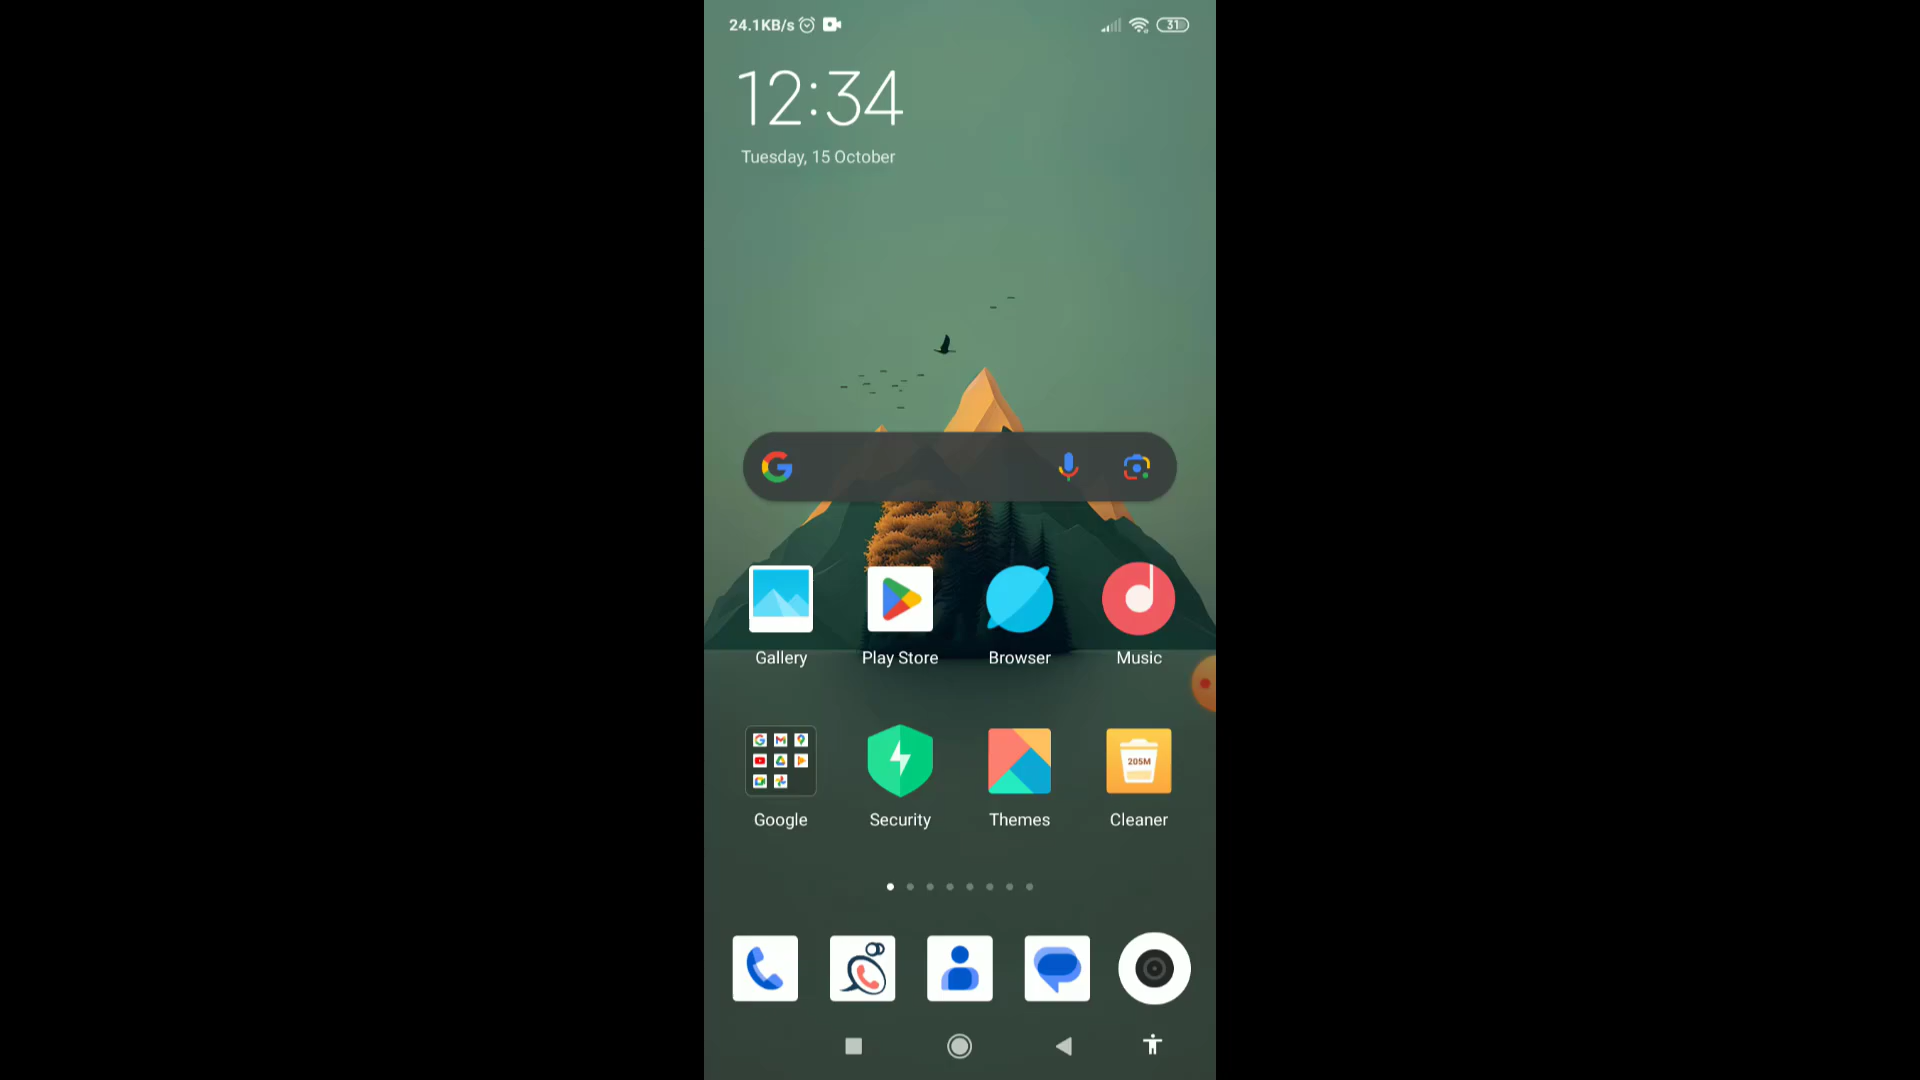 24.1KB/s 31
12:34
Tuesday, 15 October
Gallery Play Store Browser Music
205M
Google Security Themes Cleaner